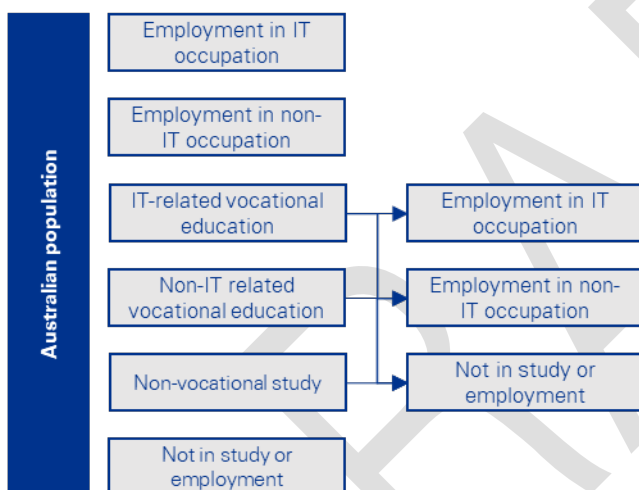 Australian population
Employment in IT
occupation
Employment in non-
IT occupation
IT-related vocational
education
Non-IT related
vocational education
Non-vocational study
Not in study or
employment
Employment in IT
occupation
Employment in non-
IT occupation
Not in study or
employment